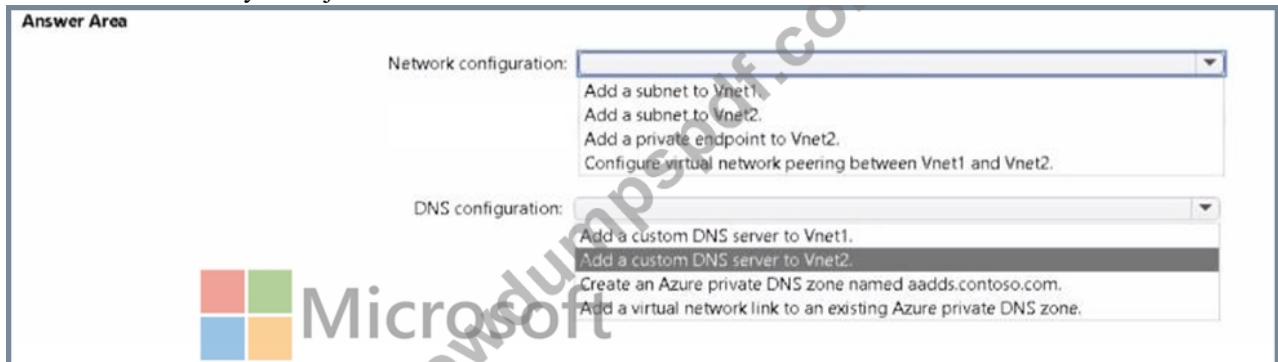 Answer Area
Network configuration:
Add a subnet to Vnet1.
Add a subnet to Vnet2.
Add a private endpoint to Vnet2.
Configure virtual network peering between Vnet1 and Vnet2.
DNS configuration:
Add a custom DNS server to Vnet1.
Add a custom DNS server to Vnet2.
Create an Azure private DNS zone named aadds.contoso.com.
Add a virtual network link to an existing Azure private DNS zone.
Microsoft